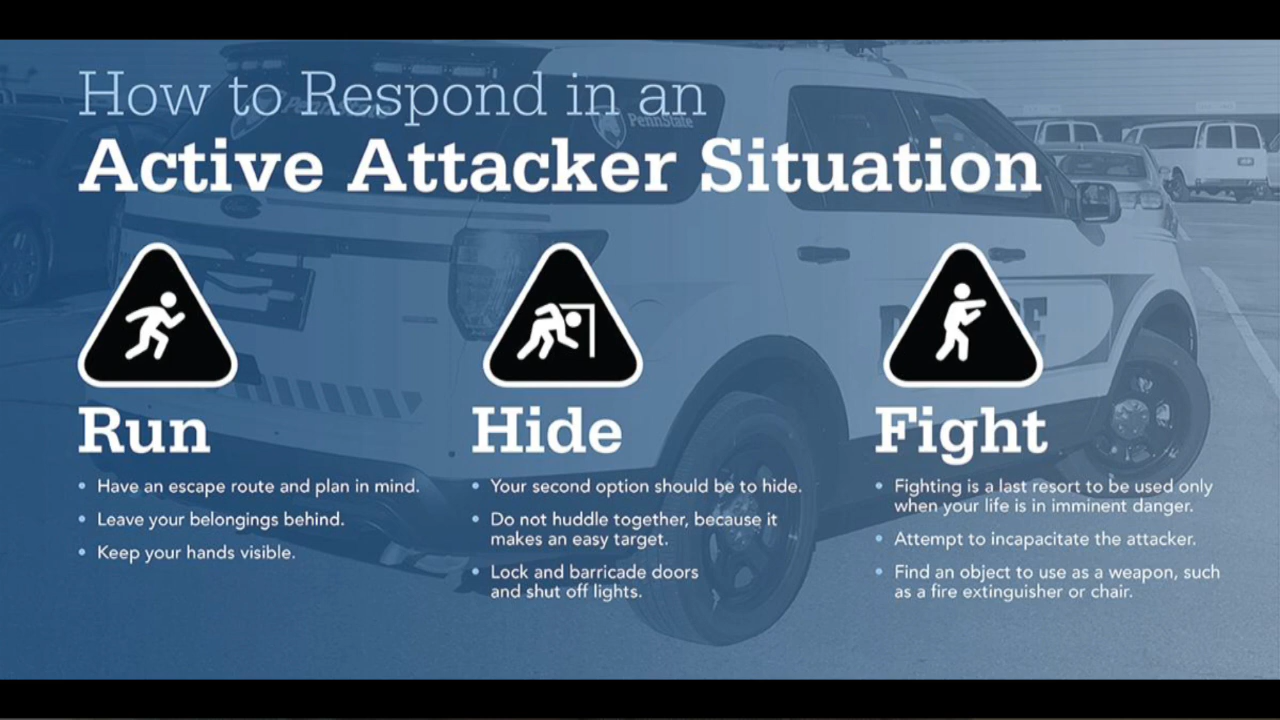 How to Respond in an
Active Attacker Situation
PennState
PennState
POLICE
Run
Have an escape route and plan in mind.
Leave your belongings behind.
Keep your hands visible.
Hide
Your second option should be to hide.
Do not huddle together, because it
makes an easy target.
Lock and barricade doors
and shut off lights.
Fight
Fighting is a last resort to be used only
when your life is in imminent danger.
Attempt to incapacitate the attacker.
Find an object to use as a weapon, such
as a fire extinguisher or chair.